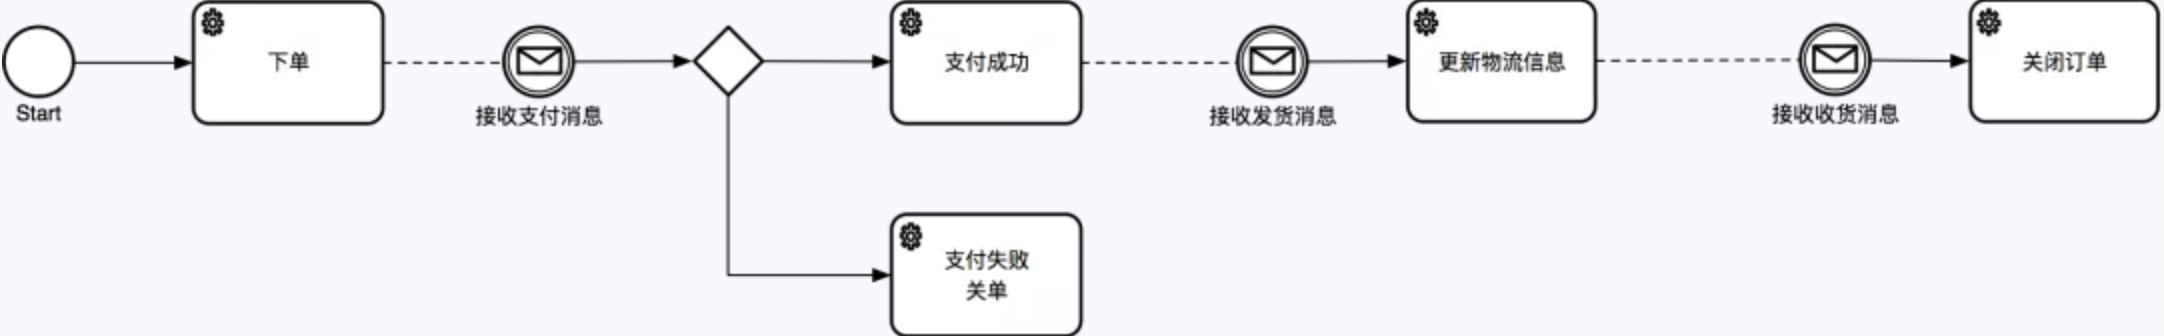 Start
下单
接收支付消息
支付成功
接收发货消息
更新物流信息
接收收货消息
关闭订单
支付失败
关单